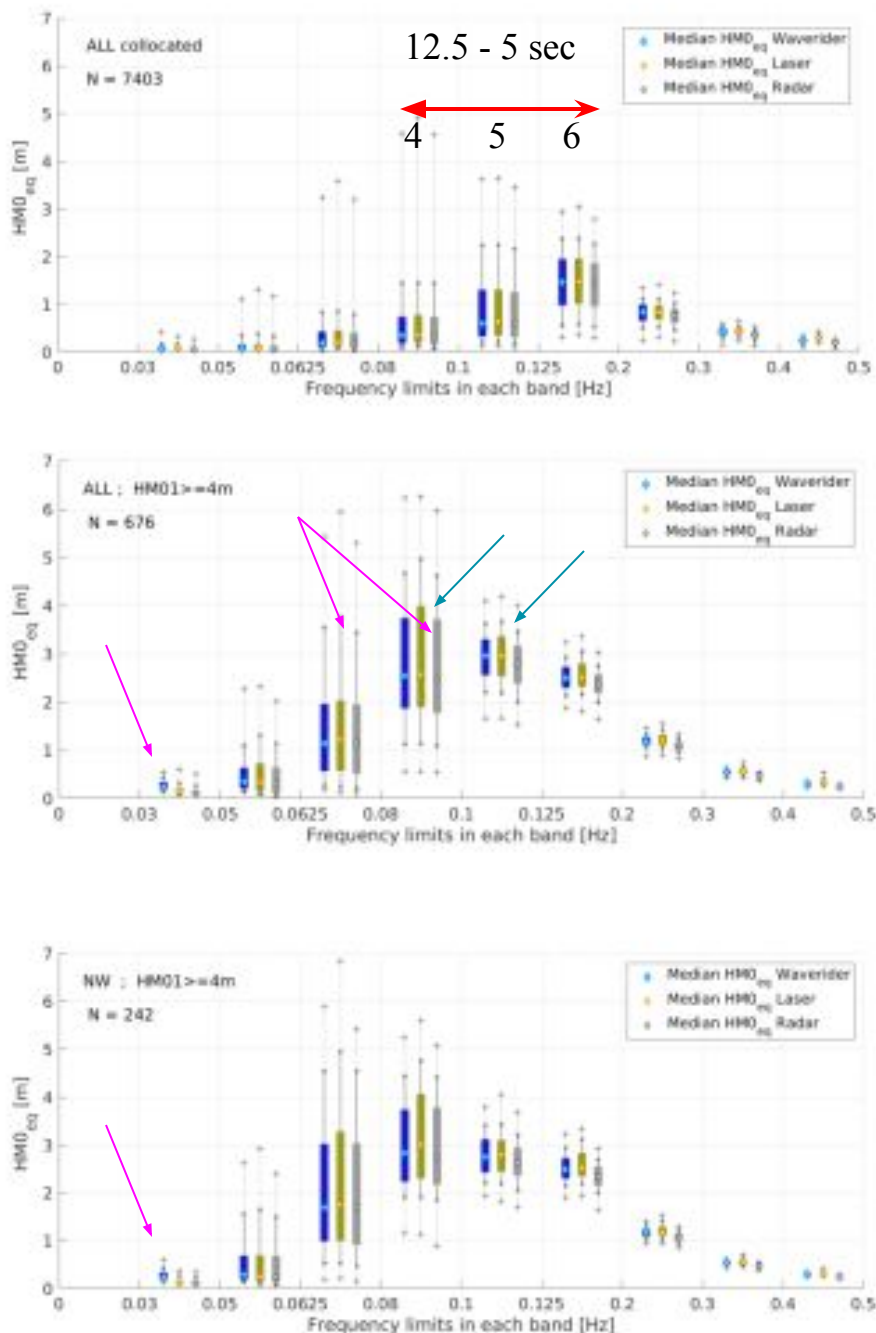 7
6
5
4
3
2
1
0
HM0eq [m]
ALL collocated
N = 7403
12.5 - 5 sec
4 5 6
Median HM0eq Waverider
Median HM0eq Laser
Median HM0eq Radar
0 0.03 0.05 0.0625 0.08 0.1 0.125 0.2 0.3 0.4 0.5
Frequency limits in each band [Hz]
7
6
5
4
3
2
1
0
HM0eq [m]
ALL ; HM01>=4m
N = 676
Median HM0eq Waverider
Median HM0eq Laser
Median HM0eq Radar
0 0.03 0.05 0.0625 0.08 0.1 0.125 0.2 0.3 0.4 0.5
Frequency limits in each band [Hz]
7
6
5
4
3
2
1
0
HM0eq [m]
NW ; HM01>=4m
N = 242
Median HM0eq Waverider
Median HM0eq Laser
Median HM0eq Radar
0 0.03 0.05 0.0625 0.08 0.1 0.125 0.2 0.3 0.4 0.5
Frequency limits in each band [Hz]